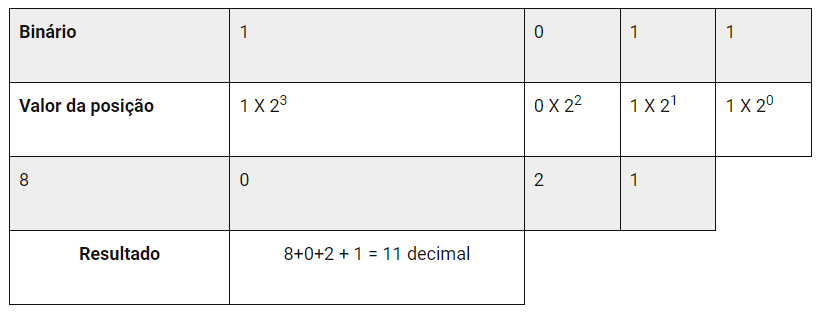 Binário 1 0 1 1
Valor da posição 1 X 2³ 0 X 2² 1 X 2¹ 1 X 2⁰
8 0 2 1
Resultado 8+0+2 + 1 = 11 decimal